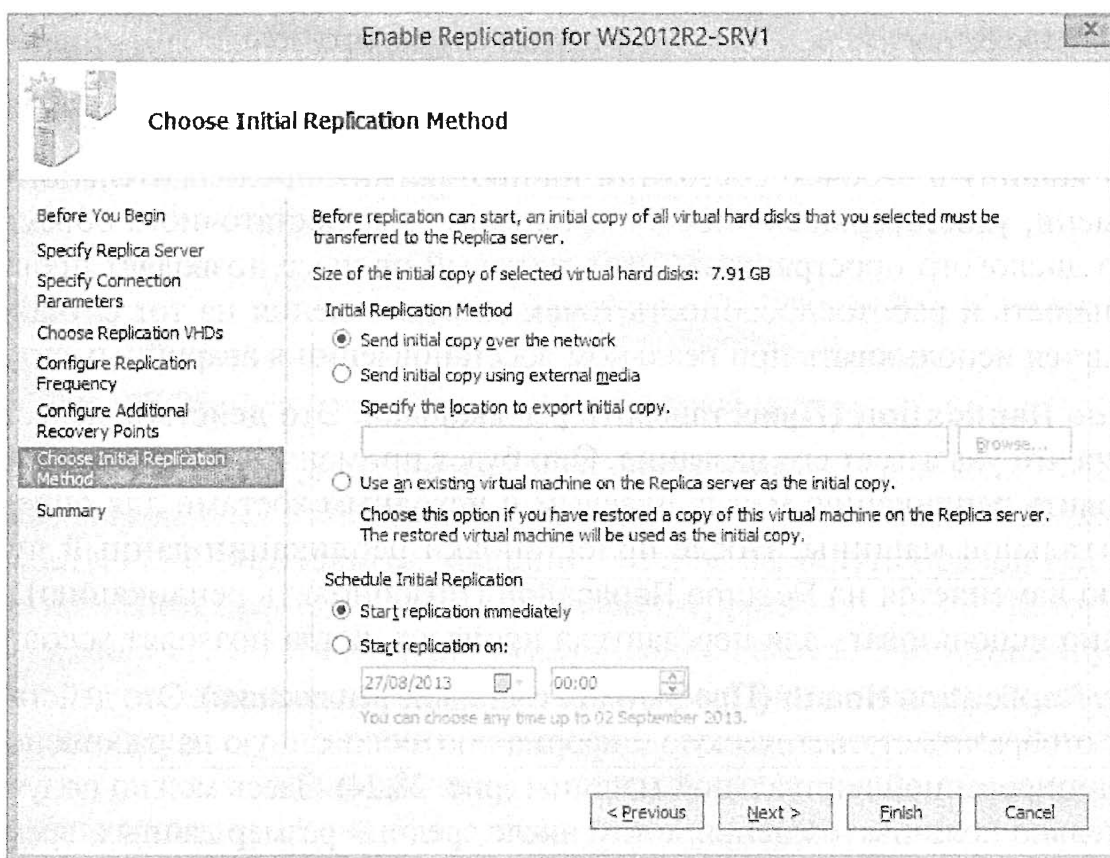 Enable Replication for WS2012R2-SRV1
X
Choose Initial Replication Method
Before You Begin
Specify Replica Server
Specify Connection
Parameters
Choose Replication VHDs
Configure Replication
Frequency
Configure Additional
Recovery Points
Choose Initial Replication
Method
Summary
Before replication can start, an initial copy of all virtual hard disks that you selected must be
transferred to the Replica server.
Size of the initial copy of selected virtual hard disks: 7.91 GB
Initial Replication Method
Send initial copy over the network
Send initial copy using external media
Specify the location to export initial copy.
Browse...
Use an existing virtual machine on the Replica server as the initial copy.
Choose this option if you have restored a copy of this virtual machine on the Replica server.
The restored virtual machine will be used as the initial copy.
Schedule Initial Replication
Start replication immediately
Start replication on:
27/08/2013
00:00
You can choose any time up to 02 September 2013.
< Previous
Next >
Finish
Cancel